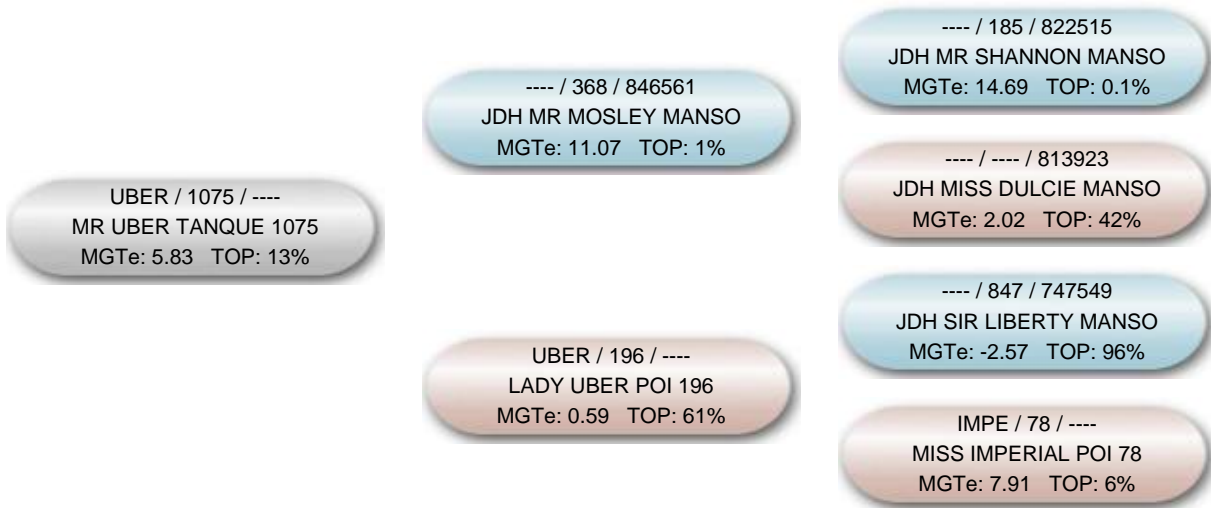 UBER / 1075 / ----
MR UBER TANQUE 1075
MGTe: 5.83 TOP: 13%
---- / 368 / 846561
JDH MR MOSLEY MANSO
MGTe: 11.07 TOP: 1%
UBER / 196 / ----
LADY UBER POI 196
MGTe: 0.59 TOP: 61%
---- / 185 / 822515
JDH MR SHANNON MANSO
MGTe: 14.69 TOP: 0.1%
---- / ---- / 813923
JDH MISS DULCIE MANSO
MGTe: 2.02 TOP: 42%
---- / 847 / 747549
JDH SIR LIBERTY MANSO
MGTe: -2.57 TOP: 96%
IMPE / 78 / ----
MISS IMPERIAL POI 78
MGTe: 7.91 TOP: 6%